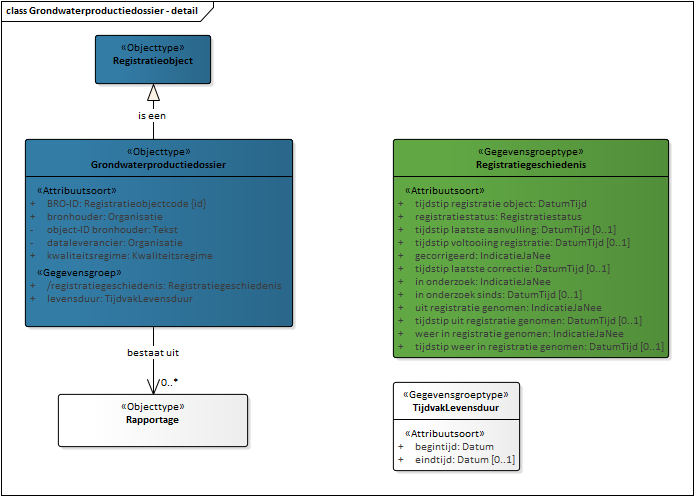 class Grondwaterproductiedossier - detail
«Objecttype»
Registratieobject
is een
«Objecttype»
Grondwaterproductiedossier
«Attribuutsoort»
+ BRO-ID: Registratieobjectcode {id}
+ bronhouder: Organisatie
- object-ID bronhouder: Tekst
- dataleverancier: Organisatie
+ kwaliteitsregime: Kwaliteitsregime
«Gegevensgroep»
+ /registratiegeschiedenis: Registratiegeschiedenis
+ levensduur: TijdvakLevensduur
bestaat uit
0..*
«Objecttype»
Rapportage
«Gegevensgroeptype»
Registratiegeschiedenis
«Attribuutsoort»
+ tijdstip registratie object: DatumTijd
+ registratiestatus: Registratiestatus
+ tijdstip laatste aanvulling: DatumTijd [0..1]
+ tijdstip voltooiing registratie: DatumTijd [0..1]
+ gecorrigeerd: IndicatieJaNee
+ tijdstip laatste correctie: DatumTijd [0..1]
+ in onderzoek: IndicatieJaNee
+ in onderzoek sinds: DatumTijd [0..1]
+ uit registratie genomen: IndicatieJaNee
+ tijdstip uit registratie genomen: DatumTijd [0..1]
+ weer in registratie genomen: IndicatieJaNee
+ tijdstip weer in registratie genomen: DatumTijd [0..1]
«Gegevensgroeptype»
TijdvakLevensduur
«Attribuutsoort»
+ begintijd: Datum
+ eindtijd: Datum [0..1]